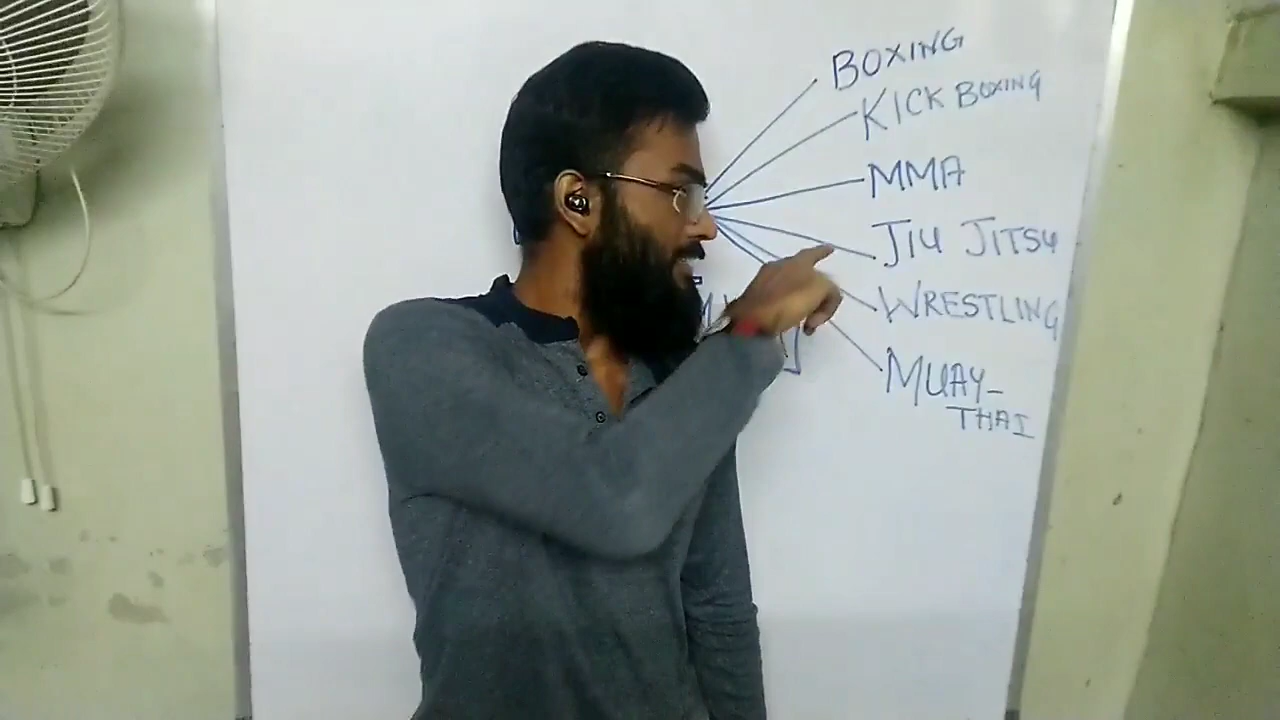 BOXING
KICK BOXING
MMA
JIU JITSU
WRESTLING
MUAY-
THAI